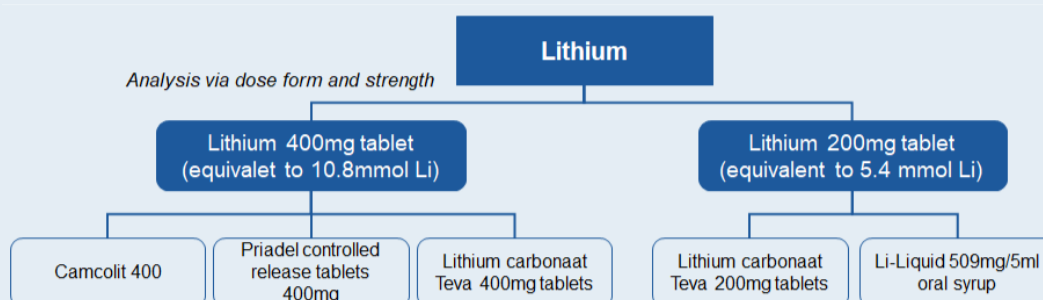 Lithium
Analysis via dose form and strength
Lithium 400mg tablet
(equivalet to 10.8mmol Li)
Lithium 200mg tablet
(equivalent to 5.4 mmol Li)
Camcolit 400
Priadel controlled
release tablets
400mg
Lithium carbonaat
Teva 400mg tablets
Lithium carbonaat
Teva 200mg tablets
Li-Liquid 509mg/5ml
oral syrup